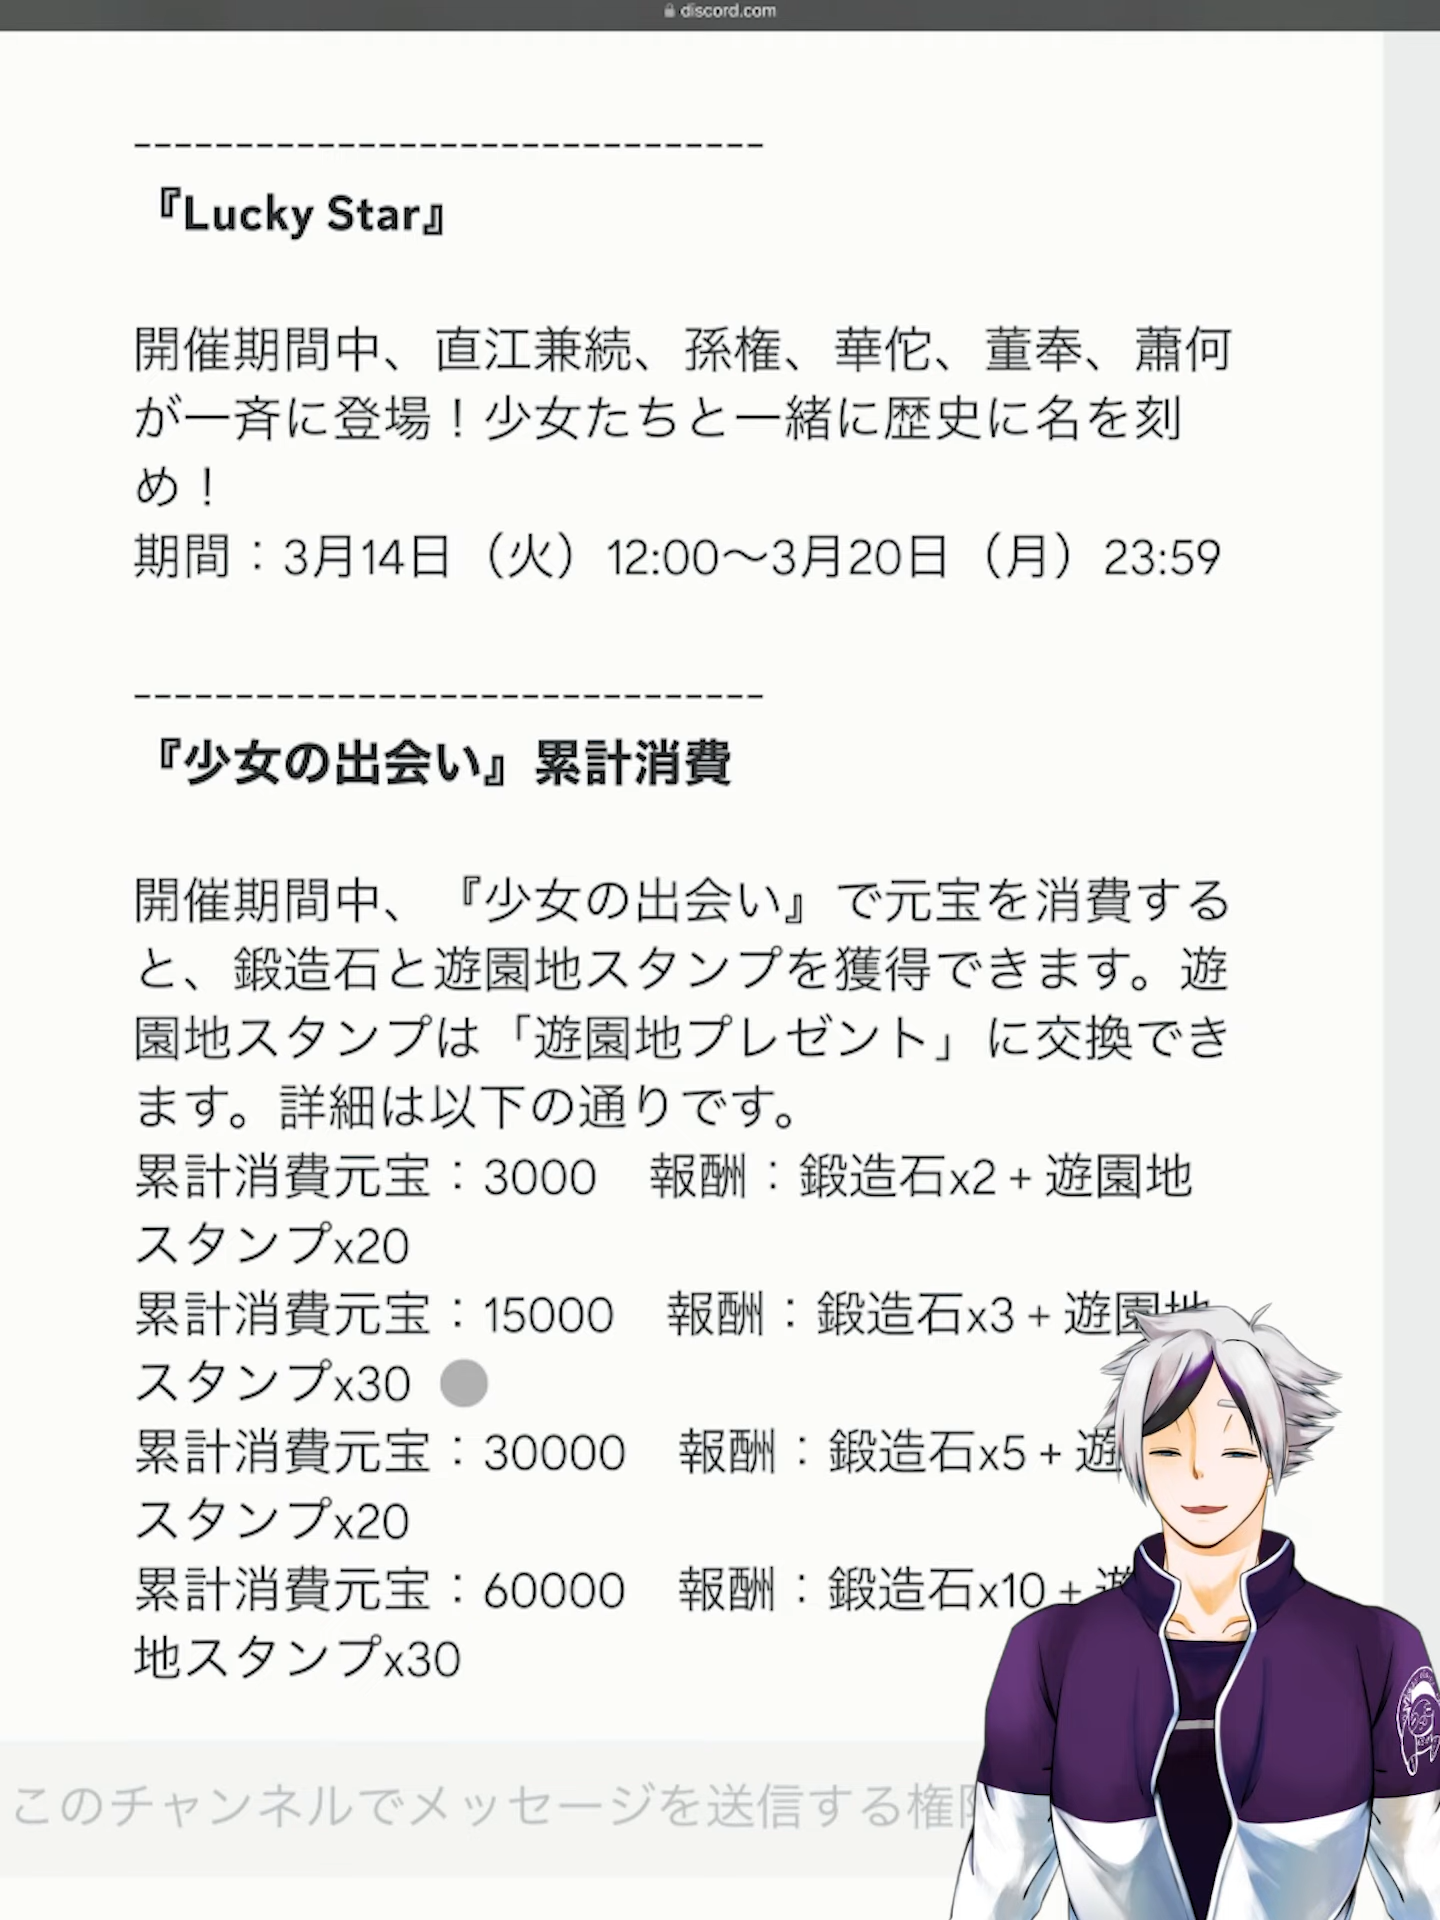 discord.com
-------------------------------
『Lucky Star』
開催期間中、直江兼続、孫権、華佗、董奉、蕭何
が一斉に登場！少女たちと一緒に歴史に名を刻
め！
期間：3月14日（火）12:00～3月20日（月）23:59
-------------------------------
『少女の出会い』累計消費
開催期間中、『少女の出会い』で元宝を消費する
と、鍛造石と遊園地スタンプを獲得できます。遊
園地スタンプは「遊園地プレゼント」に交換でき
ます。詳細は以下の通りです。
累計消費元宝：3000　報酬：鍛造石x2 + 遊園地
スタンプx20
累計消費元宝：15000　報酬：鍛造石x3 + 遊園地
スタンプx30
累計消費元宝：30000　報酬：鍛造石x5 + 遊
スタンプx20
累計消費元宝：60000　報酬：鍛造石x10 + 遊
地スタンプx30
このチャンネルでメッセージを送信する権